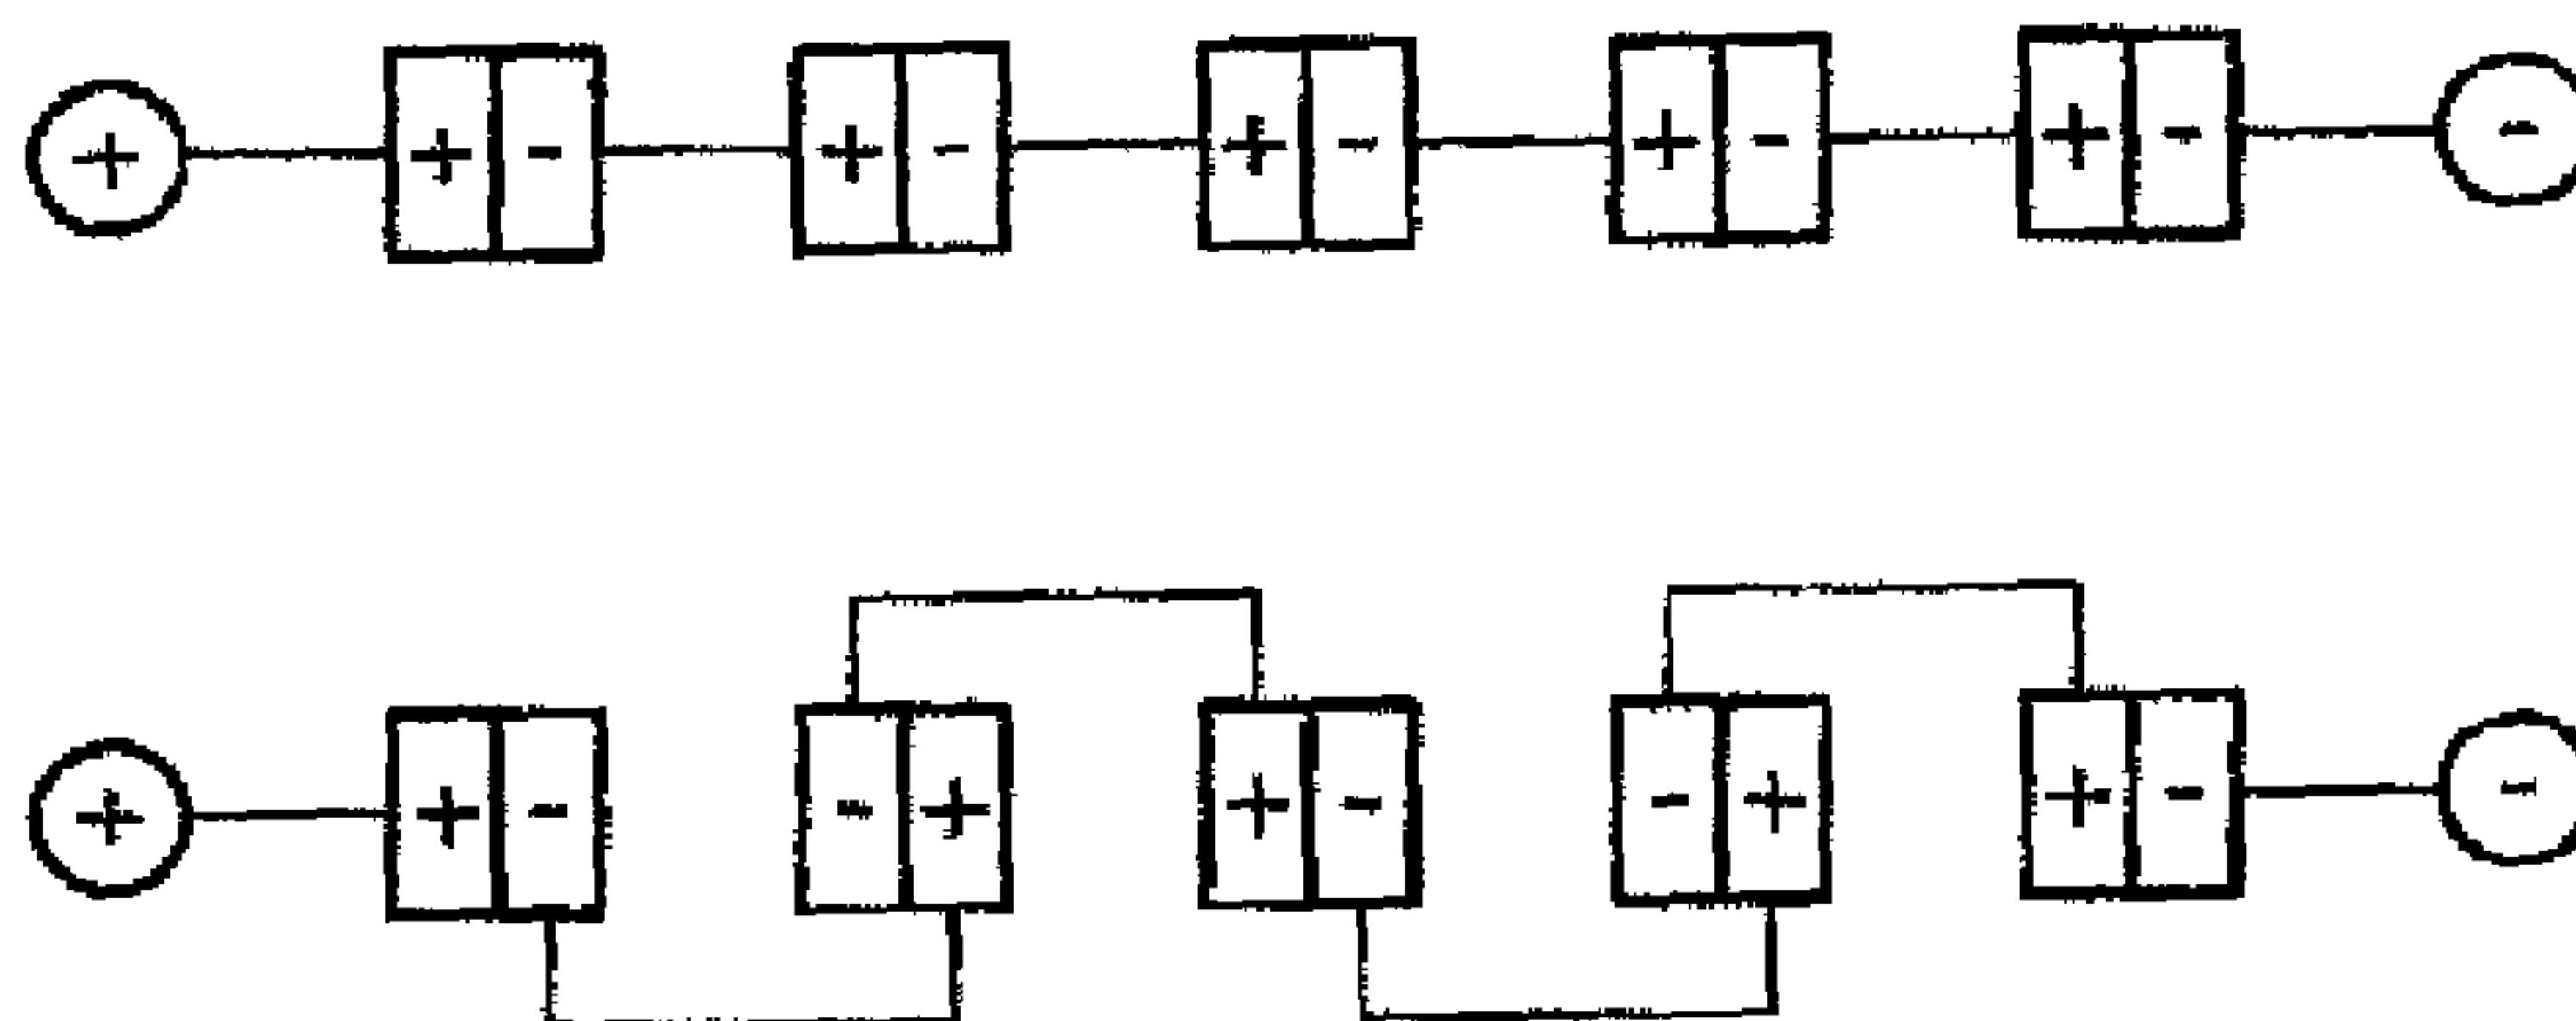 + + - + - + - + - + - -
+ + - - + + - - + + - -